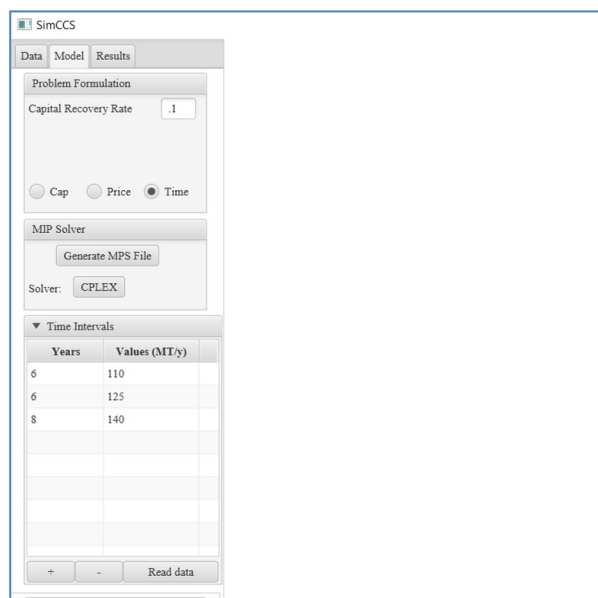 SimCCS
Data Model Results
Problem Formulation
Capital Recovery Rate .1
Cap Price Time
MIP Solver
Generate MPS File
Solver: CPLEX
Time Intervals
Years Values (MT/y)
6 110
6 125
8 140
+ - Read data